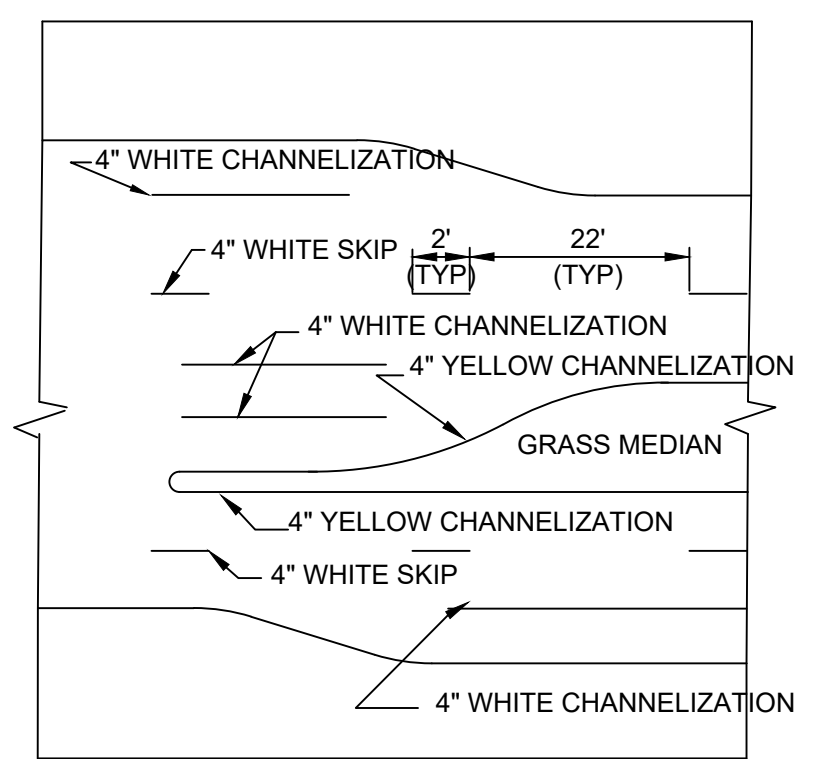 4" WHITE CHANNELIZATION
4" WHITE SKIP
2'
(TYP)
22'
(TYP)
4" WHITE CHANNELIZATION
4" YELLOW CHANNELIZATION
GRASS MEDIAN
4" YELLOW CHANNELIZATION
4" WHITE SKIP
4" WHITE CHANNELIZATION